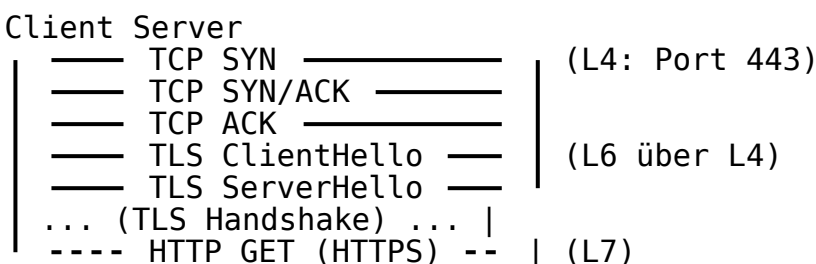 Client Server
| ─── TCP SYN ──────── | (L4: Port 443)
| ─── TCP SYN/ACK ───── |
| ─── TCP ACK ──────── |
| ─── TLS ClientHello ── | (L6 über L4)
| ─── TLS ServerHello ── |
| ... (TLS Handshake) ... |
| ---- HTTP GET (HTTPS) -- | (L7)